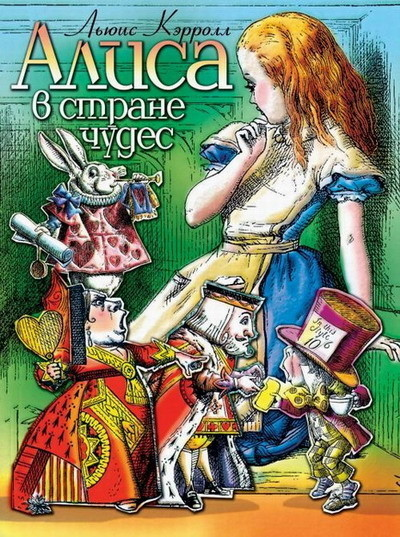 Льюис Кэрролл
Алиса
в стране
чудес